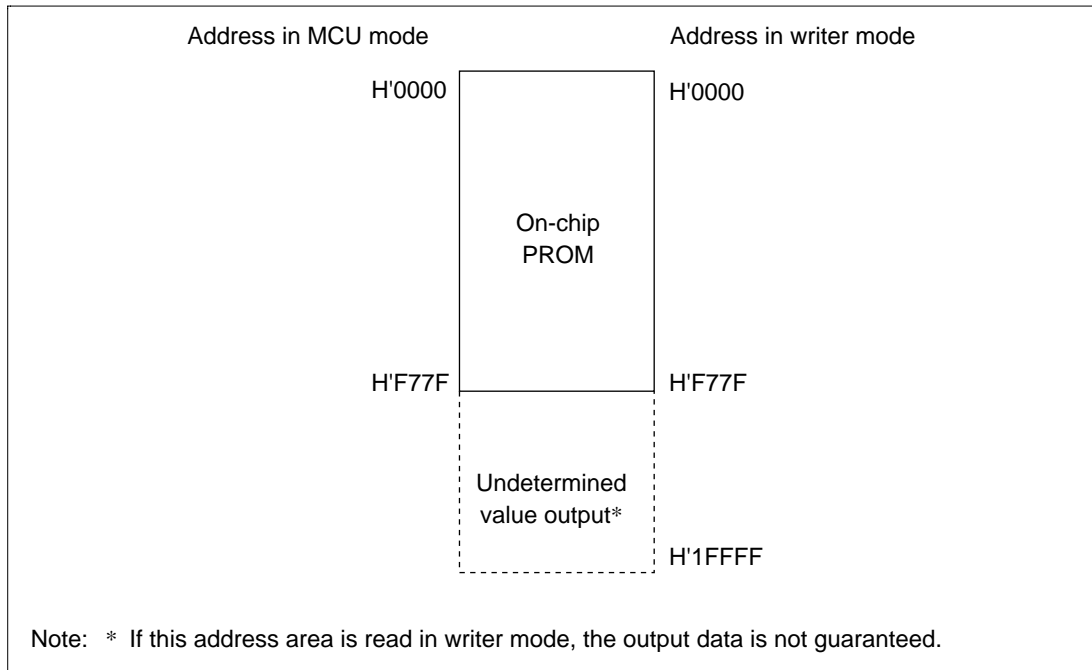 Address in MCU mode
Address in writer mode
H'0000
H'0000
On-chip
PROM
H'F77F
H'F77F
Undetermined
value output*
H'1FFFF
Note: * If this address area is read in writer mode, the output data is not guaranteed.